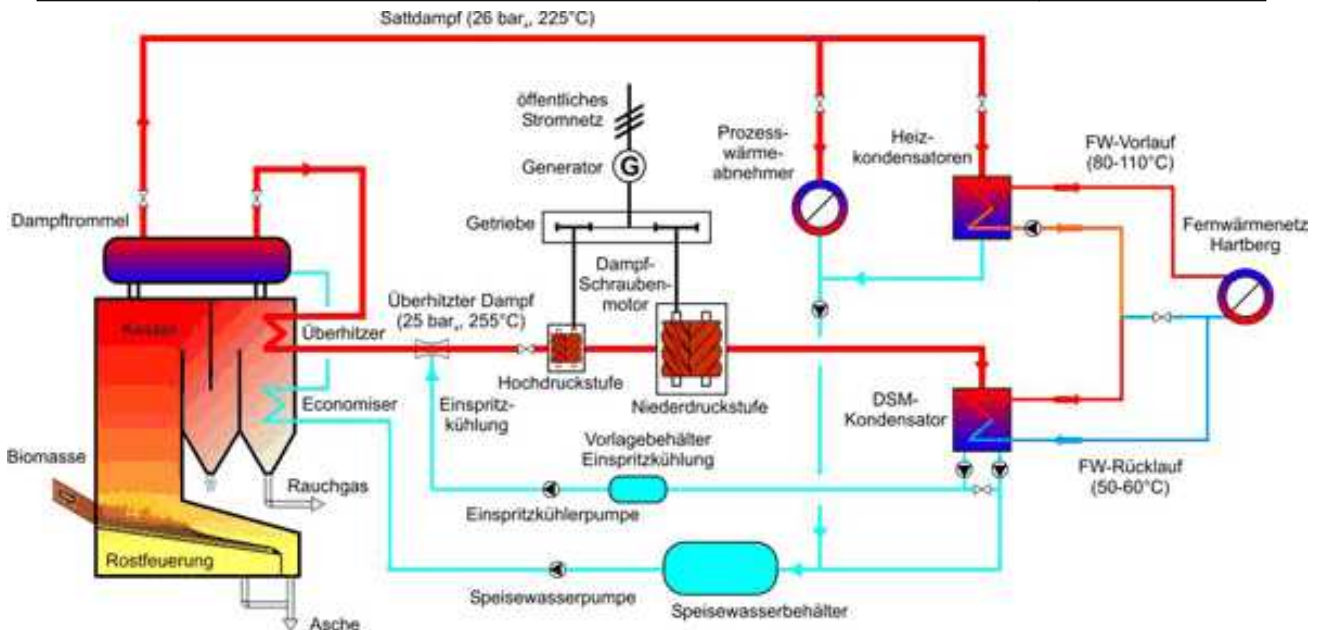 Sattdampf (26 barₐ, 225°C)
öffentliches
Stromnetz
Generator
G
Getriebe
Prozess-
wärme-
abnehmer
Heiz-
kondensatoren
FW-Vorlauf
(80-110°C)
Fernwärmenetz
Hartberg
Dampftrommel
Dampf-
Schrauben-
motor
Überhitzter Dampf
(25 barₐ, 255°C)
Kessel
Überhitzer
Hochdruckstufe
Niederdruckstufe
DSM-
Kondensator
Economiser
Einspritz-
kühlung
Vorlagebehälter
Einspritzkühlung
Biomasse
Rauchgas
Einspritzkühlerpumpe
FW-Rücklauf
(50-60°C)
Rostfeuerung
Speisewasserpumpe
Speisewasserbehälter
Asche